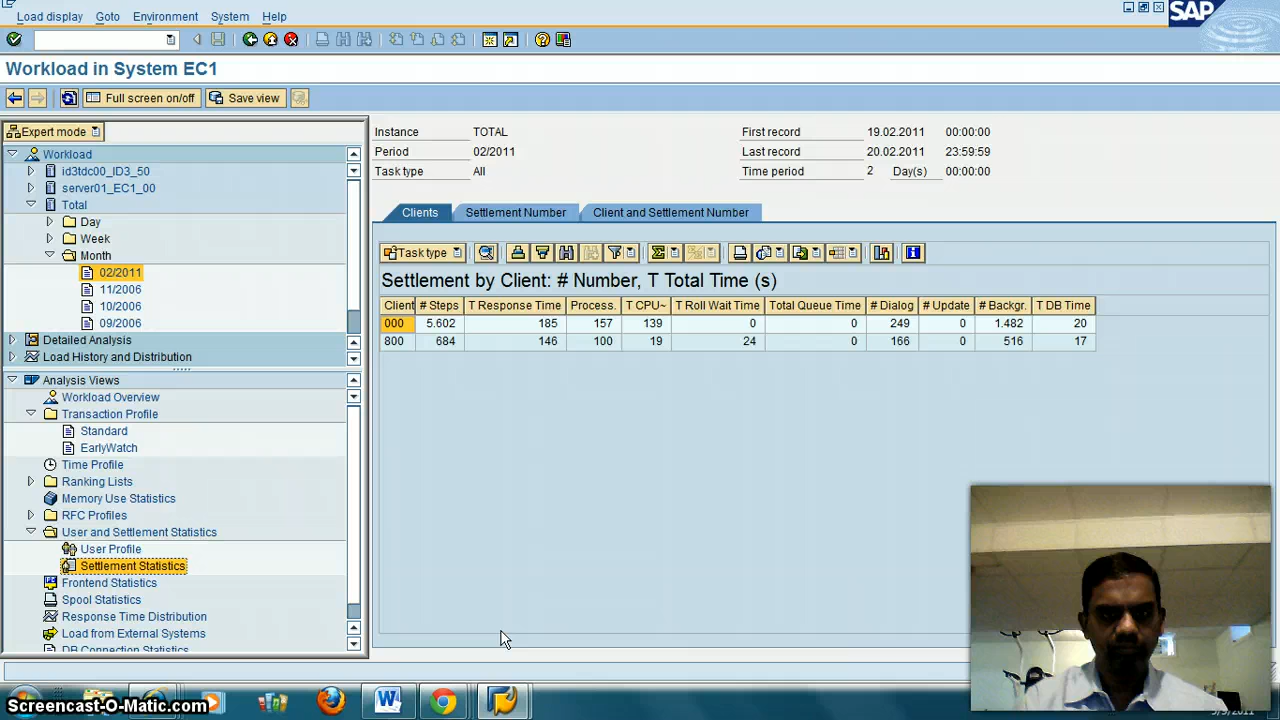 Load display Goto Environment System Help
SAP
Workload in System EC1
Full screen on/off Save view
Expert mode
Workload
id3tdc00_ID3_50
server01_EC1_00
Total
Day
Week
Month
02/2011
11/2006
10/2006
09/2006
Detailed Analysis
Load History and Distribution
Analysis Views
Workload Overview
Transaction Profile
Standard
EarlyWatch
Time Profile
Ranking Lists
Memory Use Statistics
RFC Profiles
User and Settlement Statistics
User Profile
Settlement Statistics
Frontend Statistics
Spool Statistics
Response Time Distribution
Load from External Systems
DB Connection Statistics
Instance TOTAL First record 19.02.2011 00:00:00
Period 02/2011 Last record 20.02.2011 23:59:59
Task type All Time period 2 Day(s) 00:00:00
Clients Settlement Number Client and Settlement Number
Task type
Settlement by Client: # Number, T Total Time (s)
Client # Steps T Response Time Process. T CPU~ T Roll Wait Time Total Queue Time # Dialog # Update # Backgr. T DB Time
000 5.602 185 157 139 0 0 249 0 1.482 20
800 684 146 100 19 24 0 166 0 516 17
Screencast-O-Matic.com